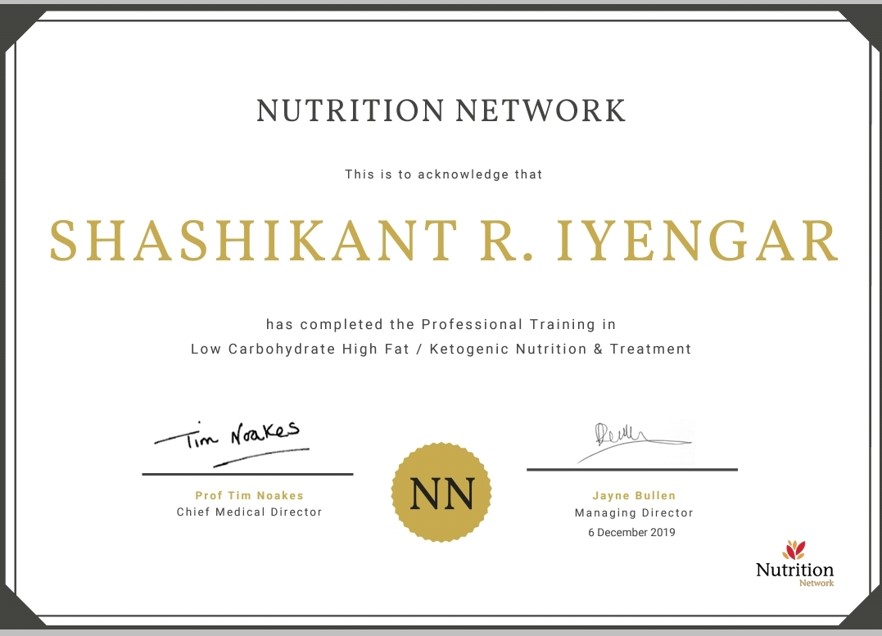 NUTRITION NETWORK
This is to acknowledge that
SHASHIKANT R. IYENGAR
has completed the Professional Training in
Low Carbohydrate High Fat / Ketogenic Nutrition & Treatment
Tim Noakes
Prof Tim Noakes
Chief Medical Director
NN
Jayne Bullen
Managing Director
6 December 2019
Nutrition
Network